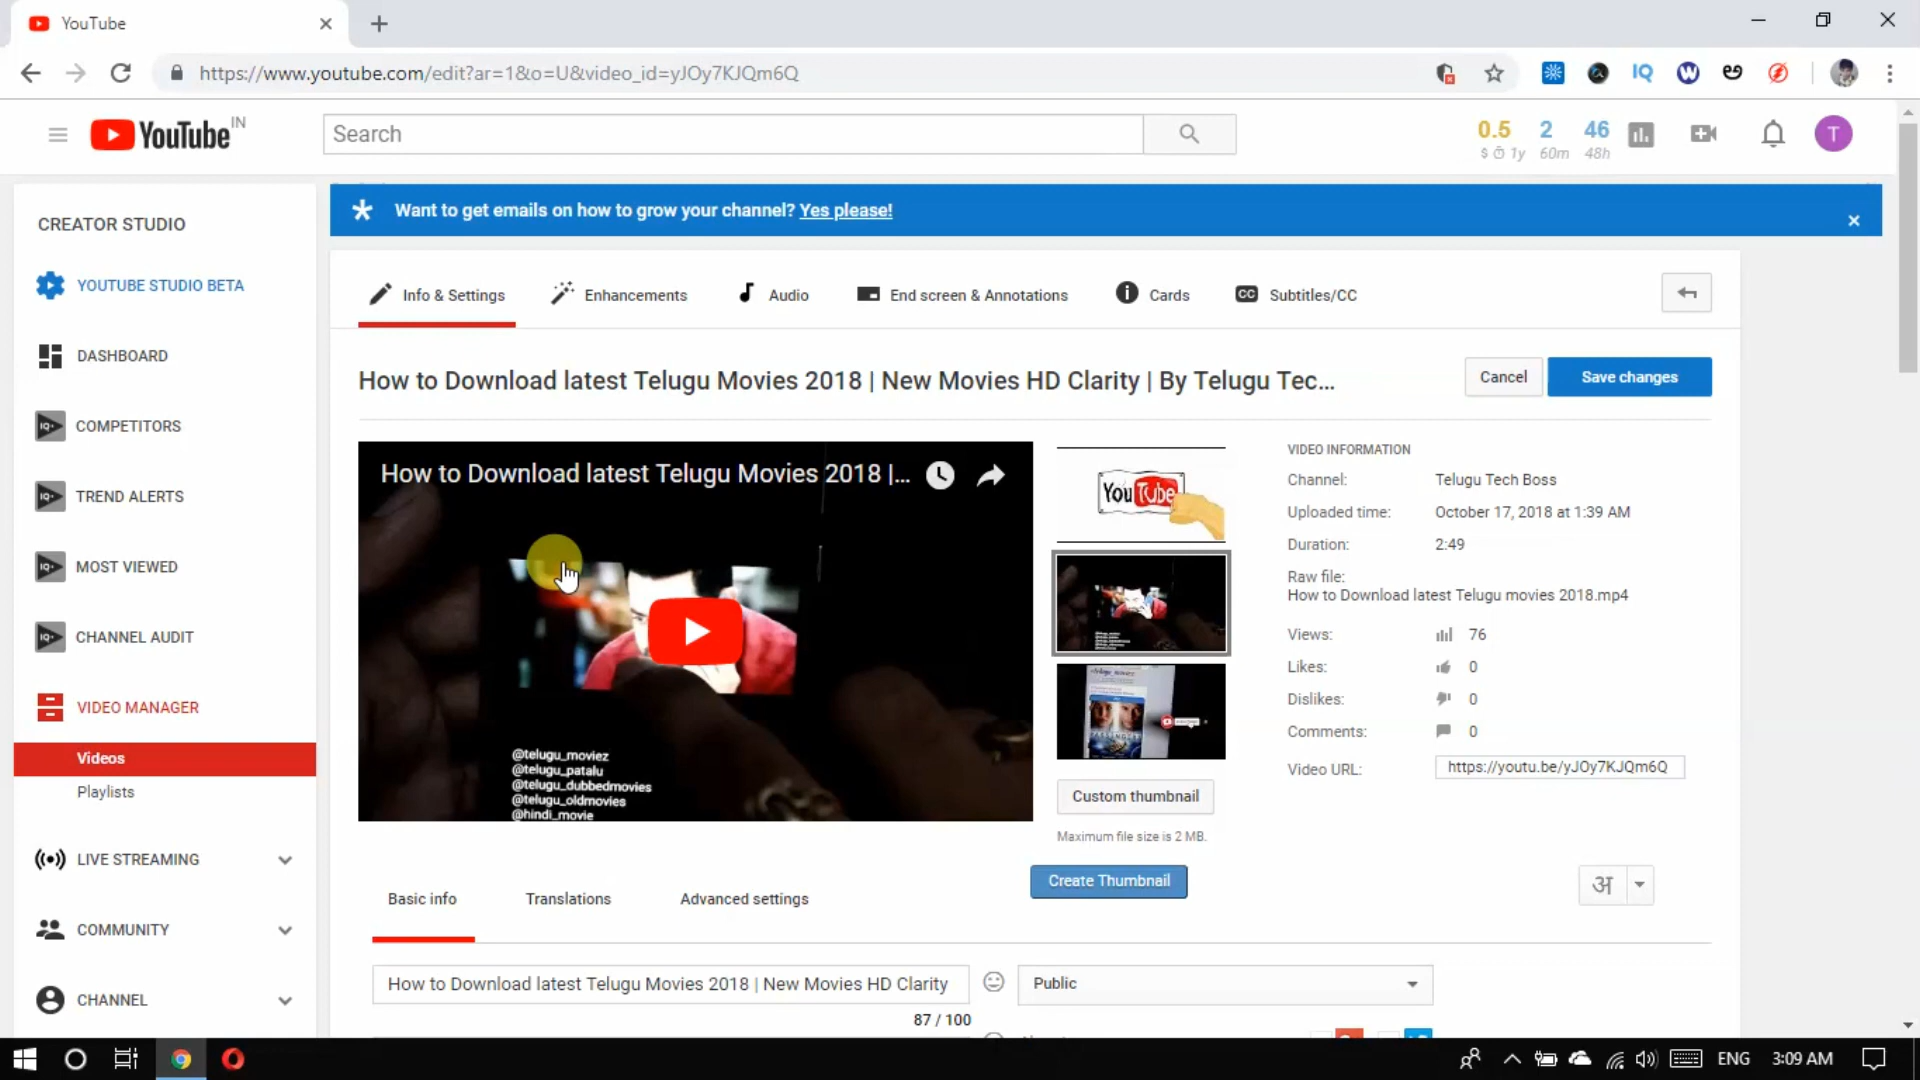 YouTube
https://www.youtube.com/edit?ar=1&o=U&video_id=yJOy7KJQm6Q
YouTube IN
Search
0.5 2 46
$ 1y 60m 48h
T
CREATOR STUDIO
YOUTUBE STUDIO BETA
DASHBOARD
COMPETITORS
TREND ALERTS
MOST VIEWED
CHANNEL AUDIT
VIDEO MANAGER
Videos
Playlists
LIVE STREAMING
COMMUNITY
CHANNEL
Want to get emails on how to grow your channel? Yes please!
Info & Settings
Enhancements
Audio
End screen & Annotations
Cards
CC Subtitles/CC
How to Download latest Telugu Movies 2018 | New Movies HD Clarity | By Telugu Tec...
Cancel
Save changes
How to Download latest Telugu Movies 2018 |...
@telugu_moviez
@telugu_patalu
@telugu_dubbedmovies
@telugu_oldmovies
@hindi_movie
YouTube
Custom thumbnail
Maximum file size is 2 MB.
Create Thumbnail
VIDEO INFORMATION
Channel: Telugu Tech Boss
Uploaded time: October 17, 2018 at 1:39 AM
Duration: 2:49
Raw file:
How to Download latest Telugu movies 2018.mp4
Views: 76
Likes: 0
Dislikes: 0
Comments: 0
Video URL: https://youtu.be/yJOy7KJQm6Q
अ
Basic info
Translations
Advanced settings
How to Download latest Telugu Movies 2018 | New Movies HD Clarity
Public
87 / 100
ENG
3:09 AM